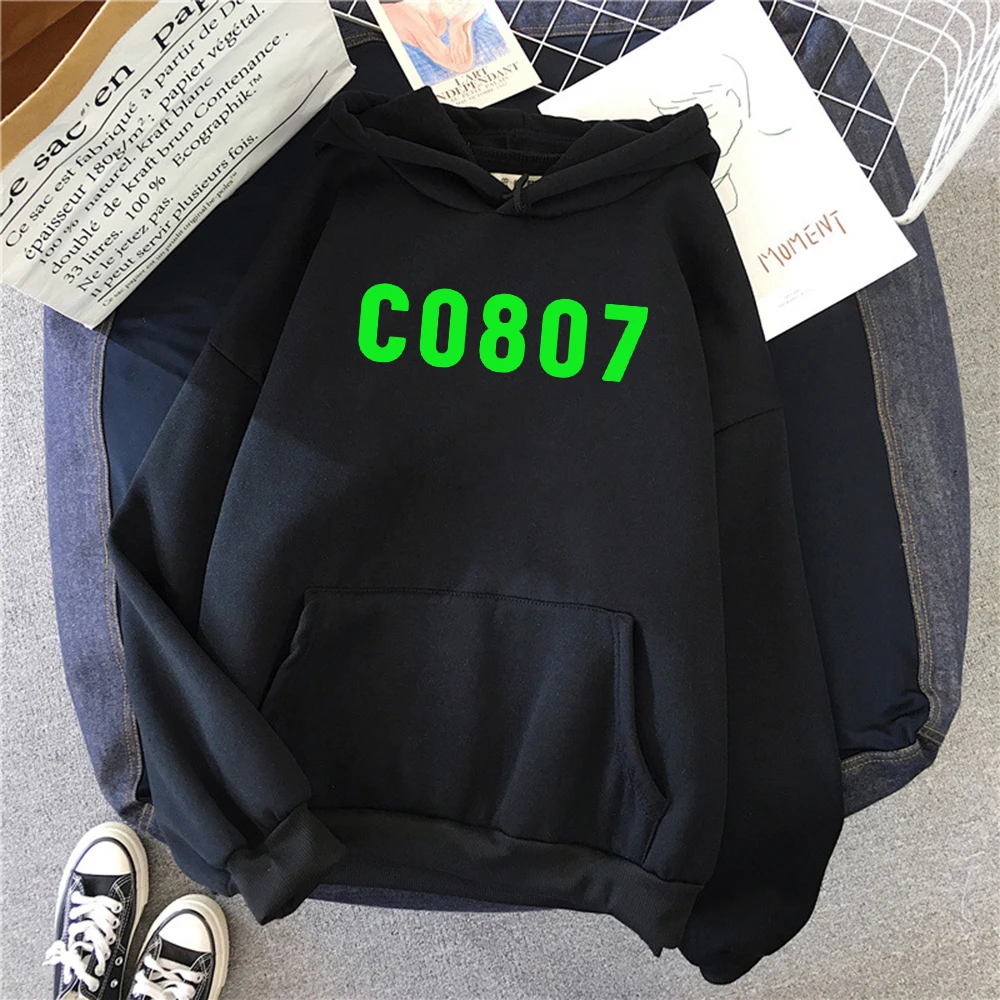 Le sac en papier
Ce sac est fabriqué à partir de
épaisseur 180g/m²; papier végétal.
100 % naturel, kraft blanc
doublé de kraft brun Contenance
33 litres. 100 % Ecographik™
Ne le jetez pas.
il peut servir plusieurs fois.
L'ART
INDÉPENDANT
MOMENT
C0807